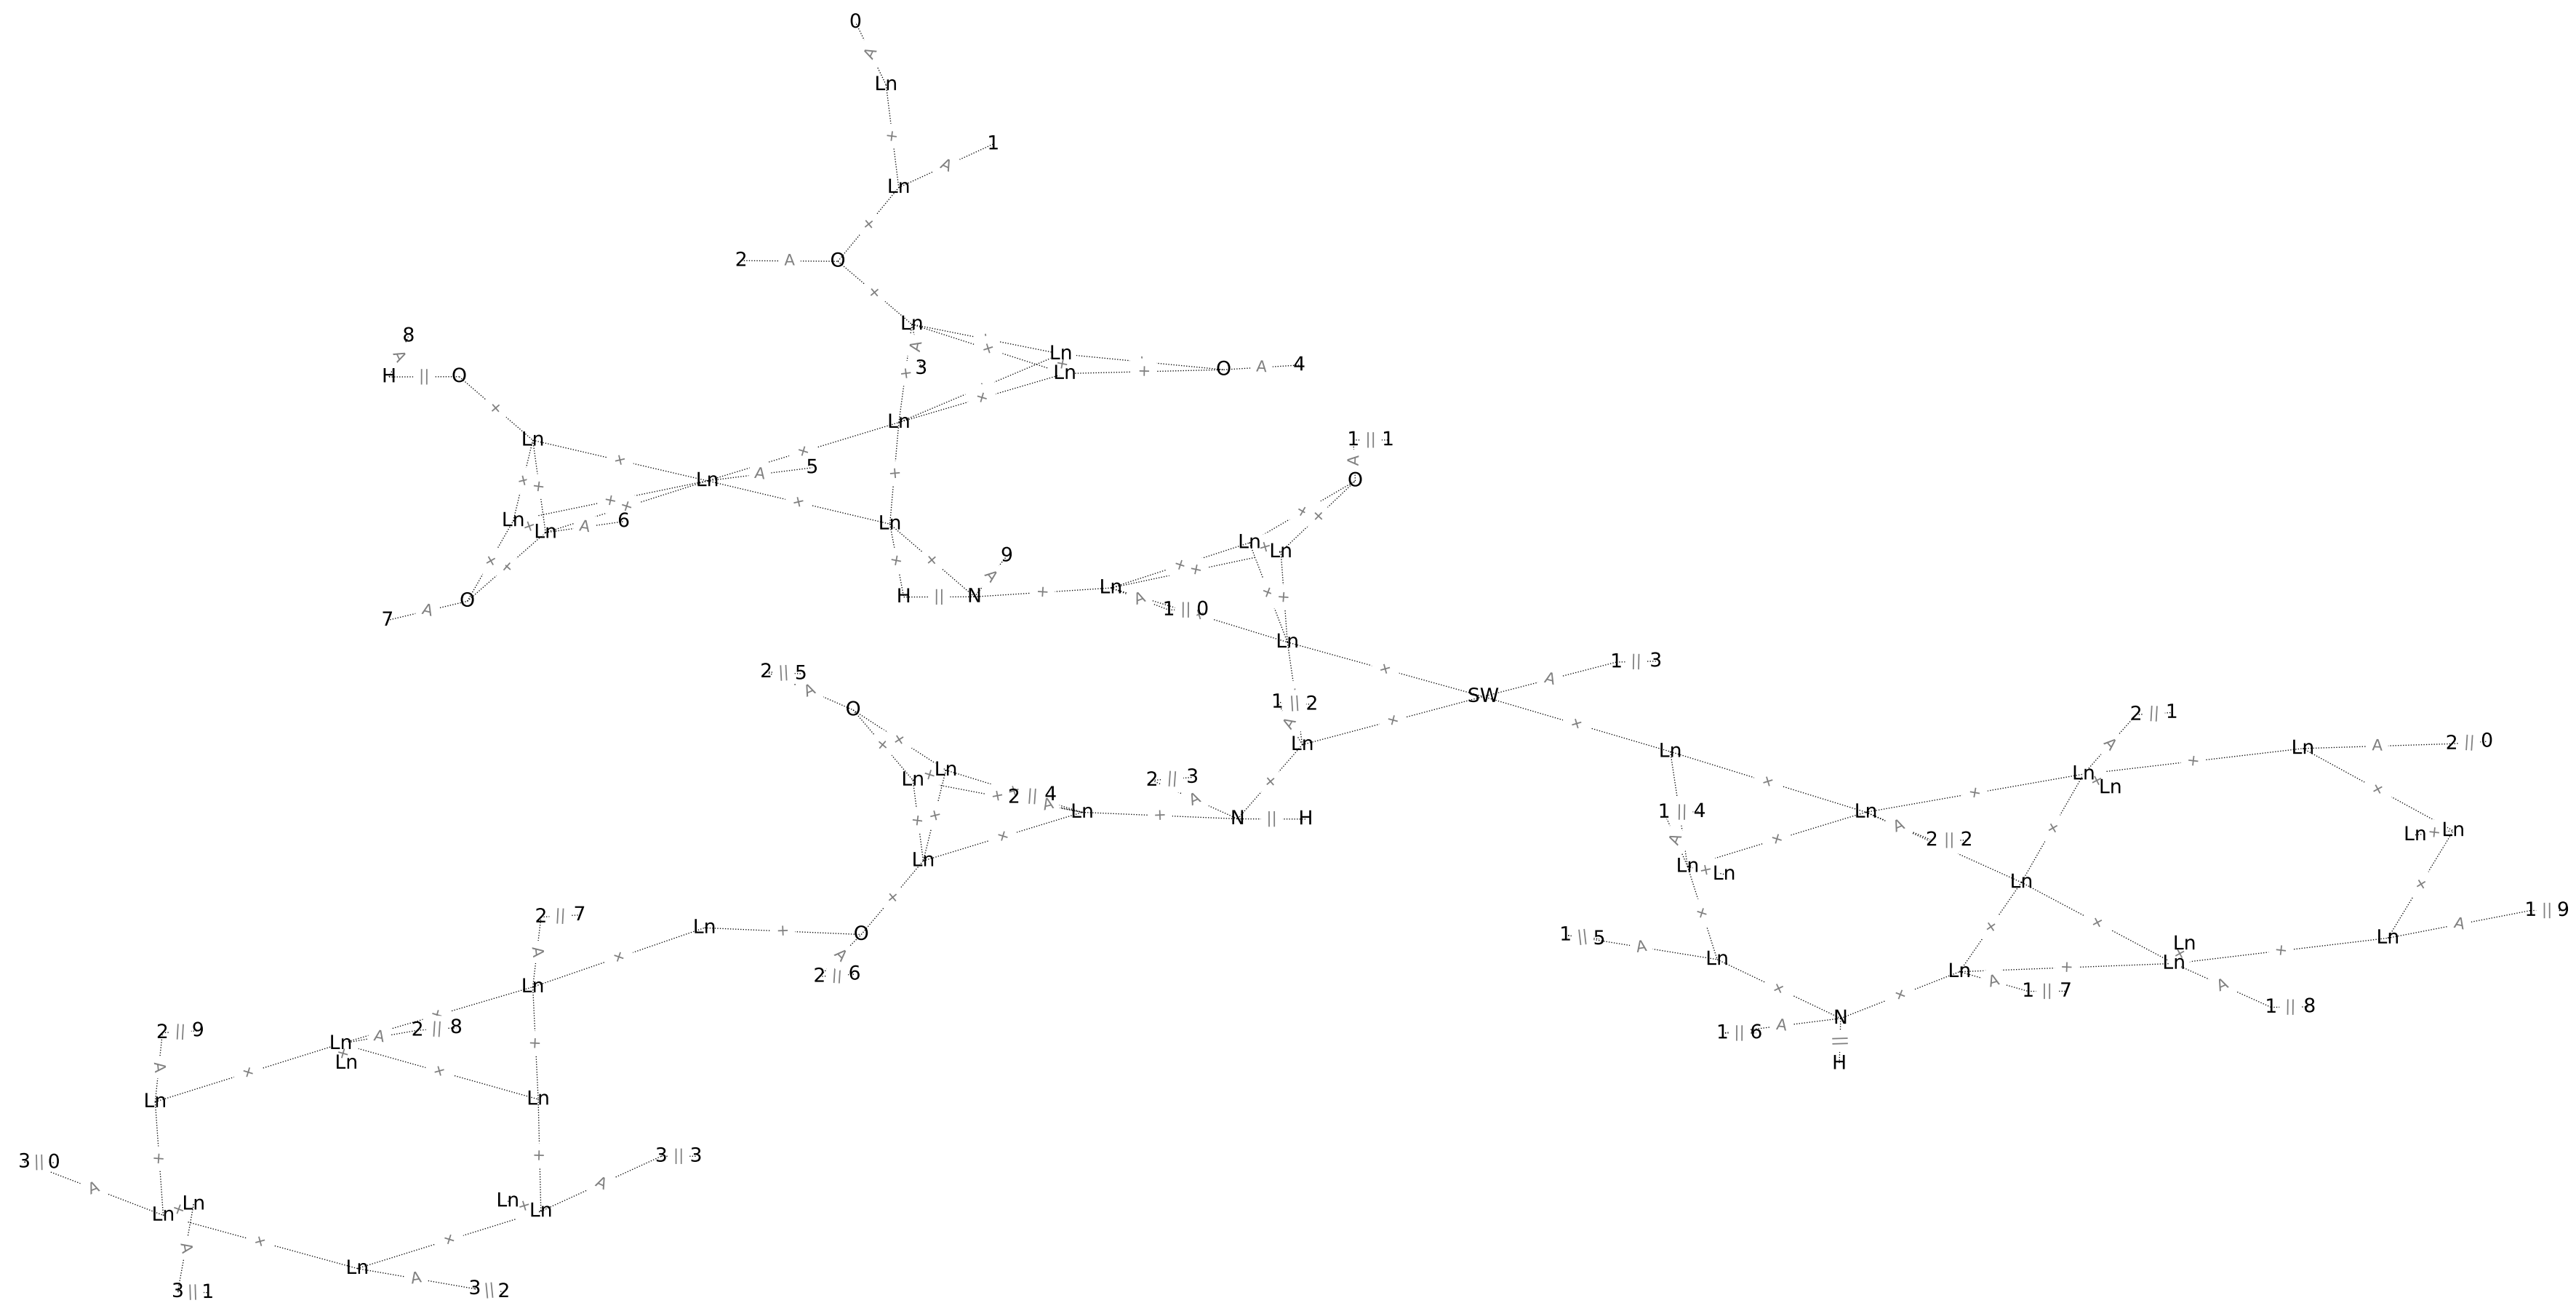 0
Ln
1
Ln
2 O
Ln
8 Ln
3
H O Ln O 4
Ln
Ln
1 1
5
Ln O
Ln 6 Ln
Ln Ln Ln
9
7 O H N Ln
1 0
Ln
2 5 1 3
SW
O 1 2
2 1
Ln 2 0
Ln Ln
Ln Ln 2 3 Ln Ln
2 4 Ln N H 1 4 Ln
2 2 Ln Ln
Ln Ln Ln Ln
2 7 1 9
Ln O 1 5 Ln Ln
2 6 Ln Ln Ln
Ln 1 7 1 8
2 9 Ln 2 8 1 6 N
Ln H
Ln Ln
3 0 3 3
Ln Ln Ln Ln
Ln
3 1 3 2